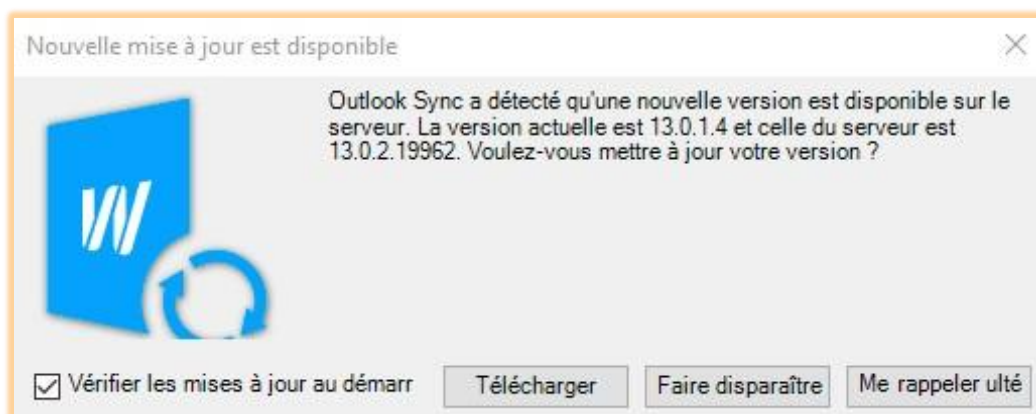 Nouvelle mise à jour est disponible
Outlook Sync a détecté qu'une nouvelle version est disponible sur le
serveur. La version actuelle est 13.0.1.4 et celle du serveur est
13.0.2.19962. Voulez-vous mettre à jour votre version ?
W
Vérifier les mises à jour au démarr
Télécharger
Faire disparaître
Me rappeler ulté